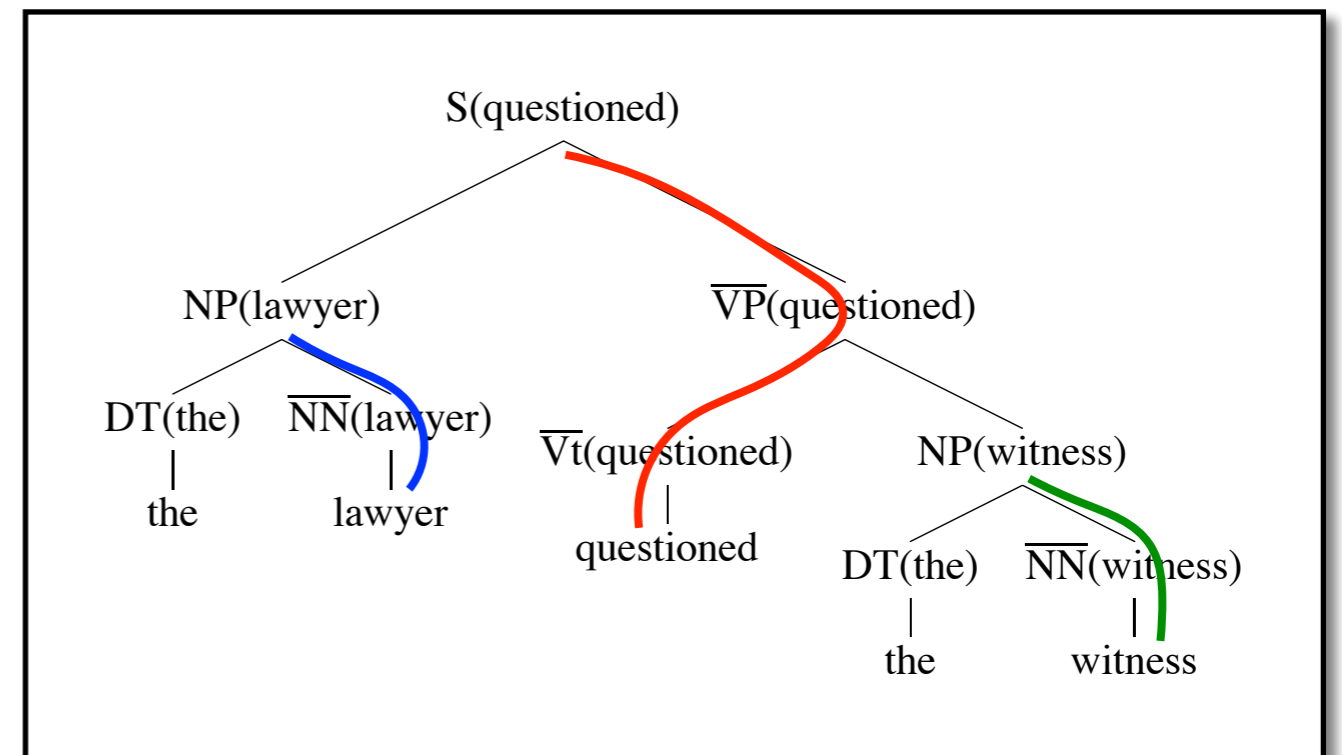 S(questioned)
NP(lawyer) V̅P̅(questioned)
DT(the) N̅N̅(lawyer) V̅t̅(questioned) NP(witness)
the lawyer questioned DT(the) N̅N̅(witness)
the witness